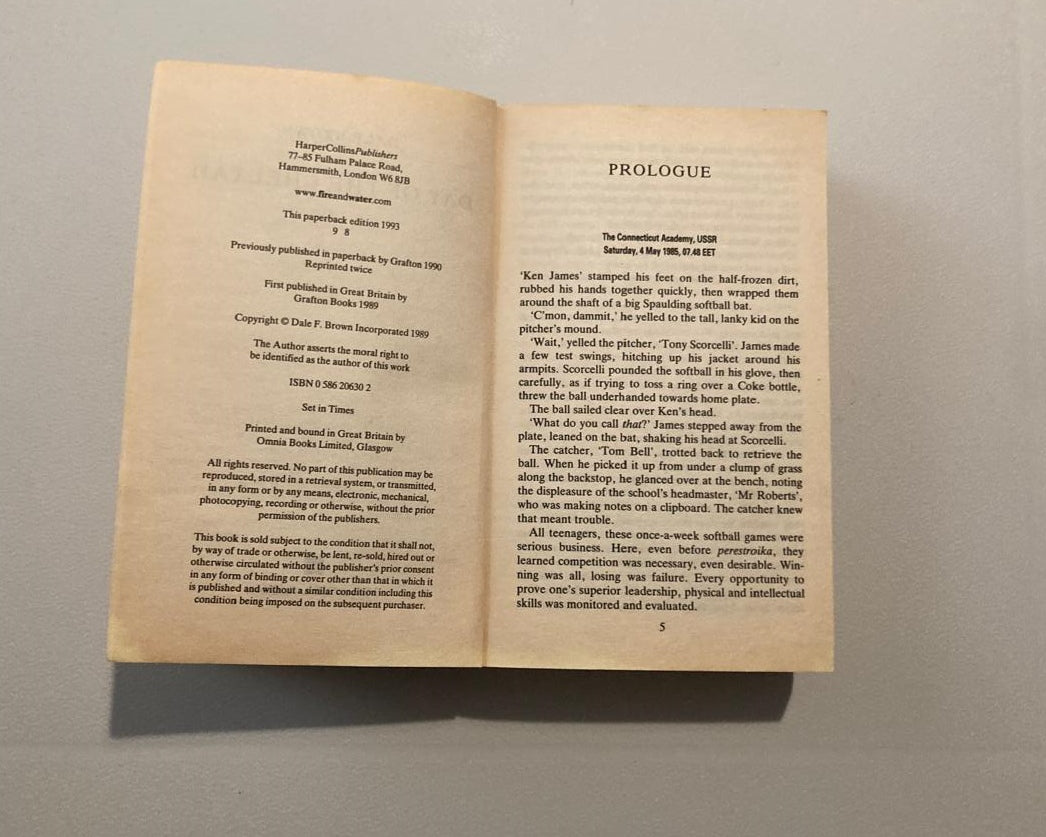 HarperCollinsPublishers
77–85 Fulham Palace Road,
Hammersmith, London W6 8JB
www.fireandwater.com
This paperback edition 1993
9 8
Previously published in paperback by Grafton 1990
Reprinted twice
First published in Great Britain by
Grafton Books 1989
Copyright © Dale F. Brown Incorporated 1989
The Author asserts the moral right to
be identified as the author of this work
ISBN 0 586 20630 2
Set in Times
Printed and bound in Great Britain by
Omnia Books Limited, Glasgow
All rights reserved. No part of this publication may be
reproduced, stored in a retrieval system, or transmitted,
in any form or by any means, electronic, mechanical,
photocopying, recording or otherwise, without the prior
permission of the publishers.
This book is sold subject to the condition that it shall not,
by way of trade or otherwise, be lent, re-sold, hired out or
otherwise circulated without the publisher's prior consent
in any form of binding or cover other than that in which it
is published and without a similar condition including this
condition being imposed on the subsequent purchaser.
PROLOGUE
The Connecticut Academy, USSR
Saturday, 4 May 1985, 07.48 EET
'Ken James' stamped his feet on the half-frozen dirt,
rubbed his hands together quickly, then wrapped them
around the shaft of a big Spaulding softball bat.
'C'mon, dammit,' he yelled to the tall, lanky kid on the
pitcher's mound.
'Wait,' yelled the pitcher, 'Tony Scorcelli'. James made
a few test swings, hitching up his jacket around his
armpits. Scorcelli pounded the softball in his glove, then
carefully, as if trying to toss a ring over a Coke bottle,
threw the ball underhanded towards home plate.
The ball sailed clear over Ken's head.
'What do you call that?' James stepped away from the
plate, leaned on the bat, shaking his head at Scorcelli.
The catcher, 'Tom Bell', trotted back to retrieve the
ball. When he picked it up from under a clump of grass
along the backstop, he glanced over at the bench, noting
the displeasure of the school's headmaster, 'Mr Roberts',
who was making notes on a clipboard. The catcher knew
that meant trouble.
All teenagers, these once-a-week softball games were
serious business. Here, even before perestroika, they
learned competition was necessary, even desirable. Win-
ning was all, losing was failure. Every opportunity to
prove one's superior leadership, physical and intellectual
skills was monitored and evaluated.
5